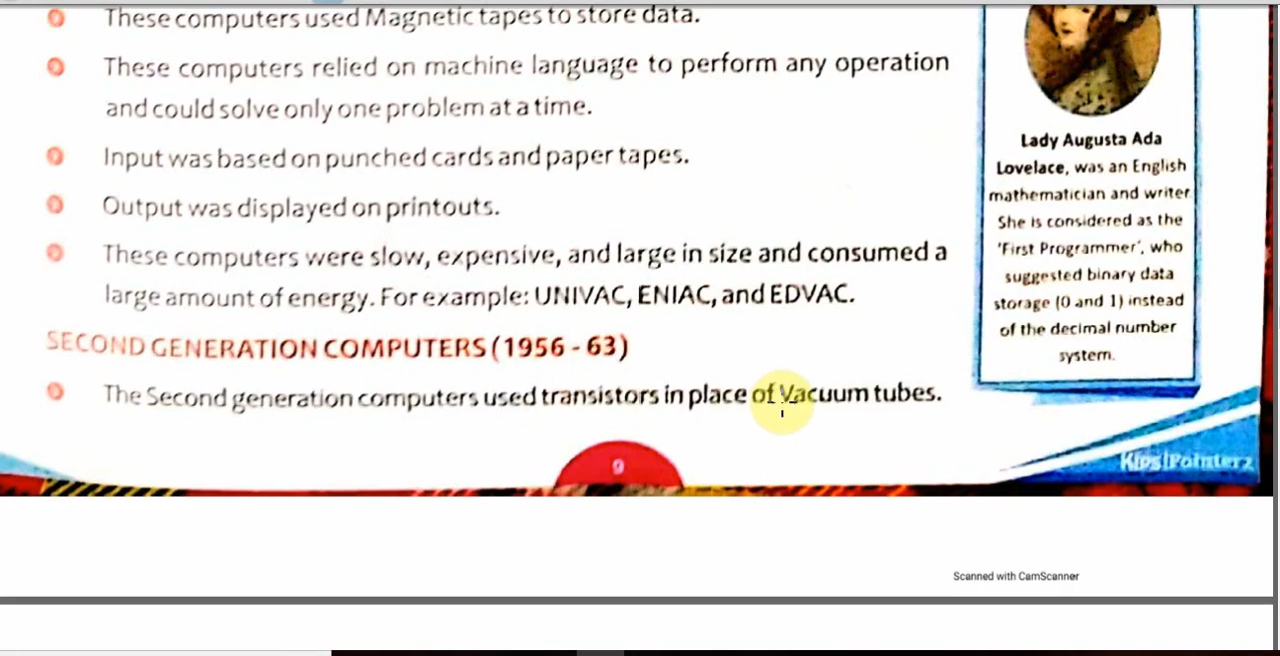 These computers used Magnetic tapes to store data.
These computers relied on machine language to perform any operation
and could solve only one problem at a time.
Input was based on punched cards and paper tapes.
Output was displayed on printouts.
These computers were slow, expensive, and large in size and consumed a
large amount of energy. For example: UNIVAC, ENIAC, and EDVAC.
SECOND GENERATION COMPUTERS (1956 - 63)
The Second generation computers used transistors in place of Vacuum tubes.
Lady Augusta Ada
Lovelace, was an English
mathematician and writer
She is considered as the
'First Programmer', who
suggested binary data
storage (0 and 1) instead
of the decimal number
system.
9
Kips|Pointerz
Scanned with CamScanner